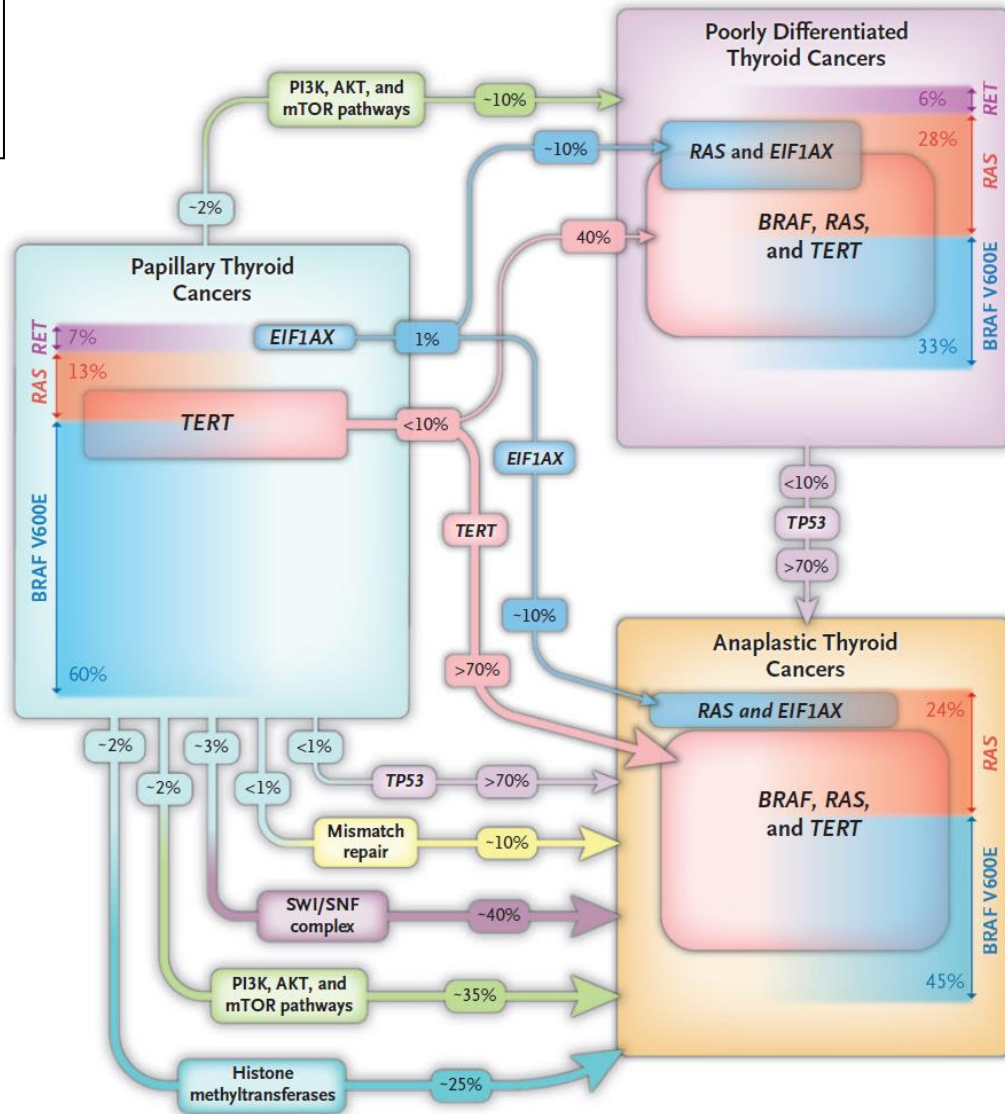 Poorly Differentiated
Thyroid Cancers
6%
RET
28%
RAS
RAS and EIF1AX
BRAF, RAS,
and TERT
33%
BRAF V600E
PI3K, AKT, and
mTOR pathways
~10%
~10%
40%
~2%
Papillary Thyroid
Cancers
RET
7%
EIF1AX
1%
RAS
13%
TERT
<10%
BRAF V600E
60%
EIF1AX
TERT
~10%
>70%
<10%
TP53
>70%
Anaplastic Thyroid
Cancers
RAS and EIF1AX
24%
RAS
BRAF, RAS,
and TERT
45%
BRAF V600E
~2%
~2%
~3%
<1%
<1%
TP53
>70%
Mismatch
repair
~10%
SWI/SNF
complex
~40%
PI3K, AKT, and
mTOR pathways
~35%
Histone
methyltransferases
~25%